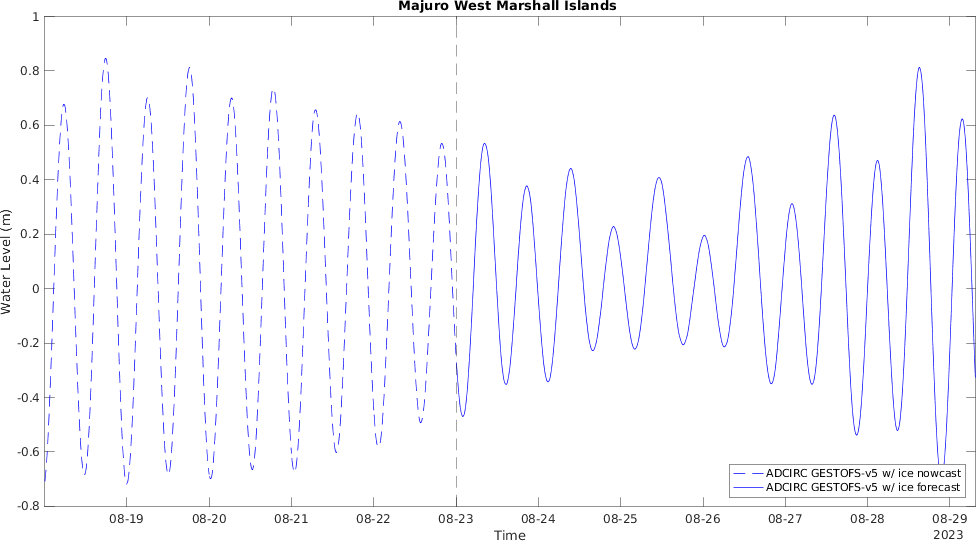 Majuro West Marshall Islands
1
0.8
0.6
0.4
0.2
0
-0.2
-0.4
-0.6
-0.8
Water Level (m)
ADCIRC GESTOFS-v5 w/ ice nowcast
ADCIRC GESTOFS-v5 w/ ice forecast
08-19 08-20 08-21 08-22 08-23 08-24 08-25 08-26 08-27 08-28 08-29
Time
2023